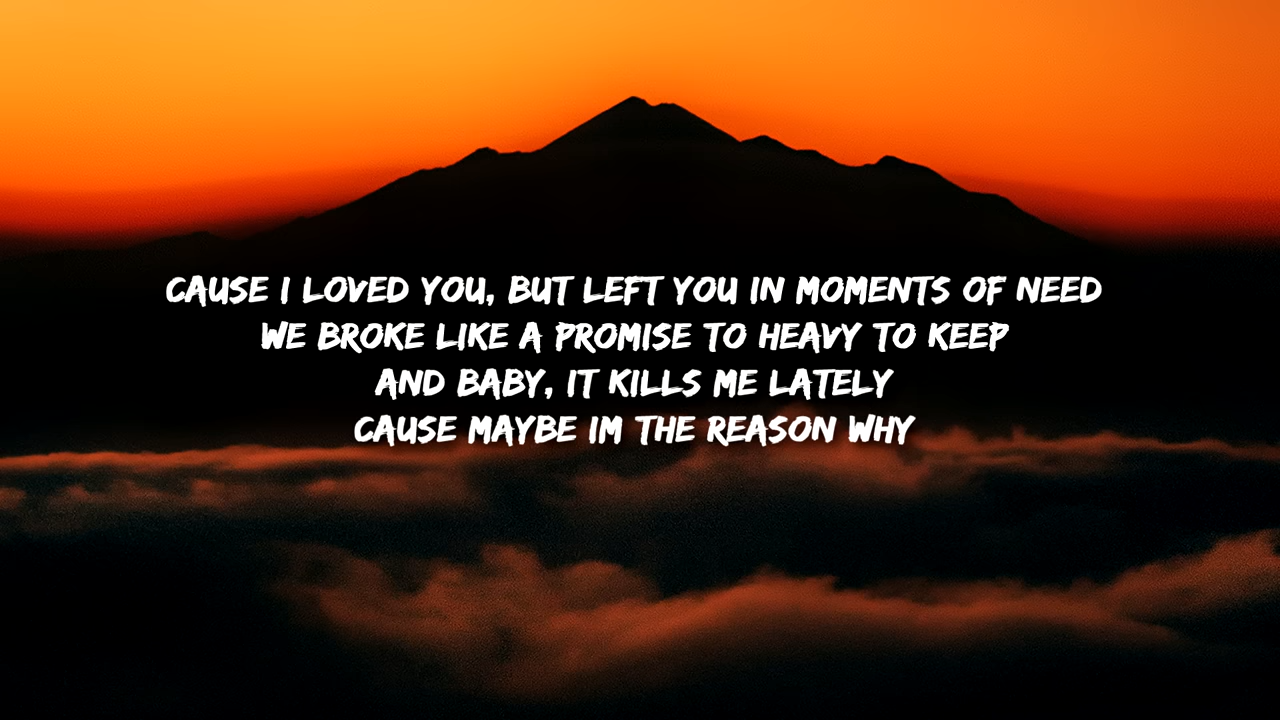 CAUSE I LOVED YOU, BUT LEFT YOU IN MOMENTS OF NEED
WE BROKE LIKE A PROMISE TO HEAVY TO KEEP
AND BABY, IT KILLS ME LATELY
CAUSE MAYBE IM THE REASON WHY